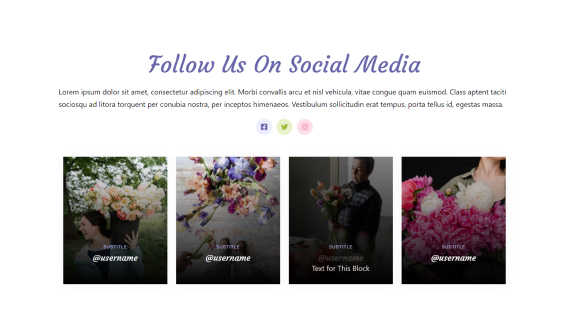 Follow Us On Social Media
Lorem ipsum dolor sit amet, consectetur adipiscing elit. Morbi convallis arcu et nisl vehicula, vitae congue quam euismod. Class aptent taciti
sociosqu ad litora torquent per conubia nostra, per inceptos himenaeos. Vestibulum sollicitudin erat tempus, porta tellus id, egestas massa.
SUBTITLE
@username
SUBTITLE
@username
SUBTITLE
@username
Text for This Block
SUBTITLE
@username